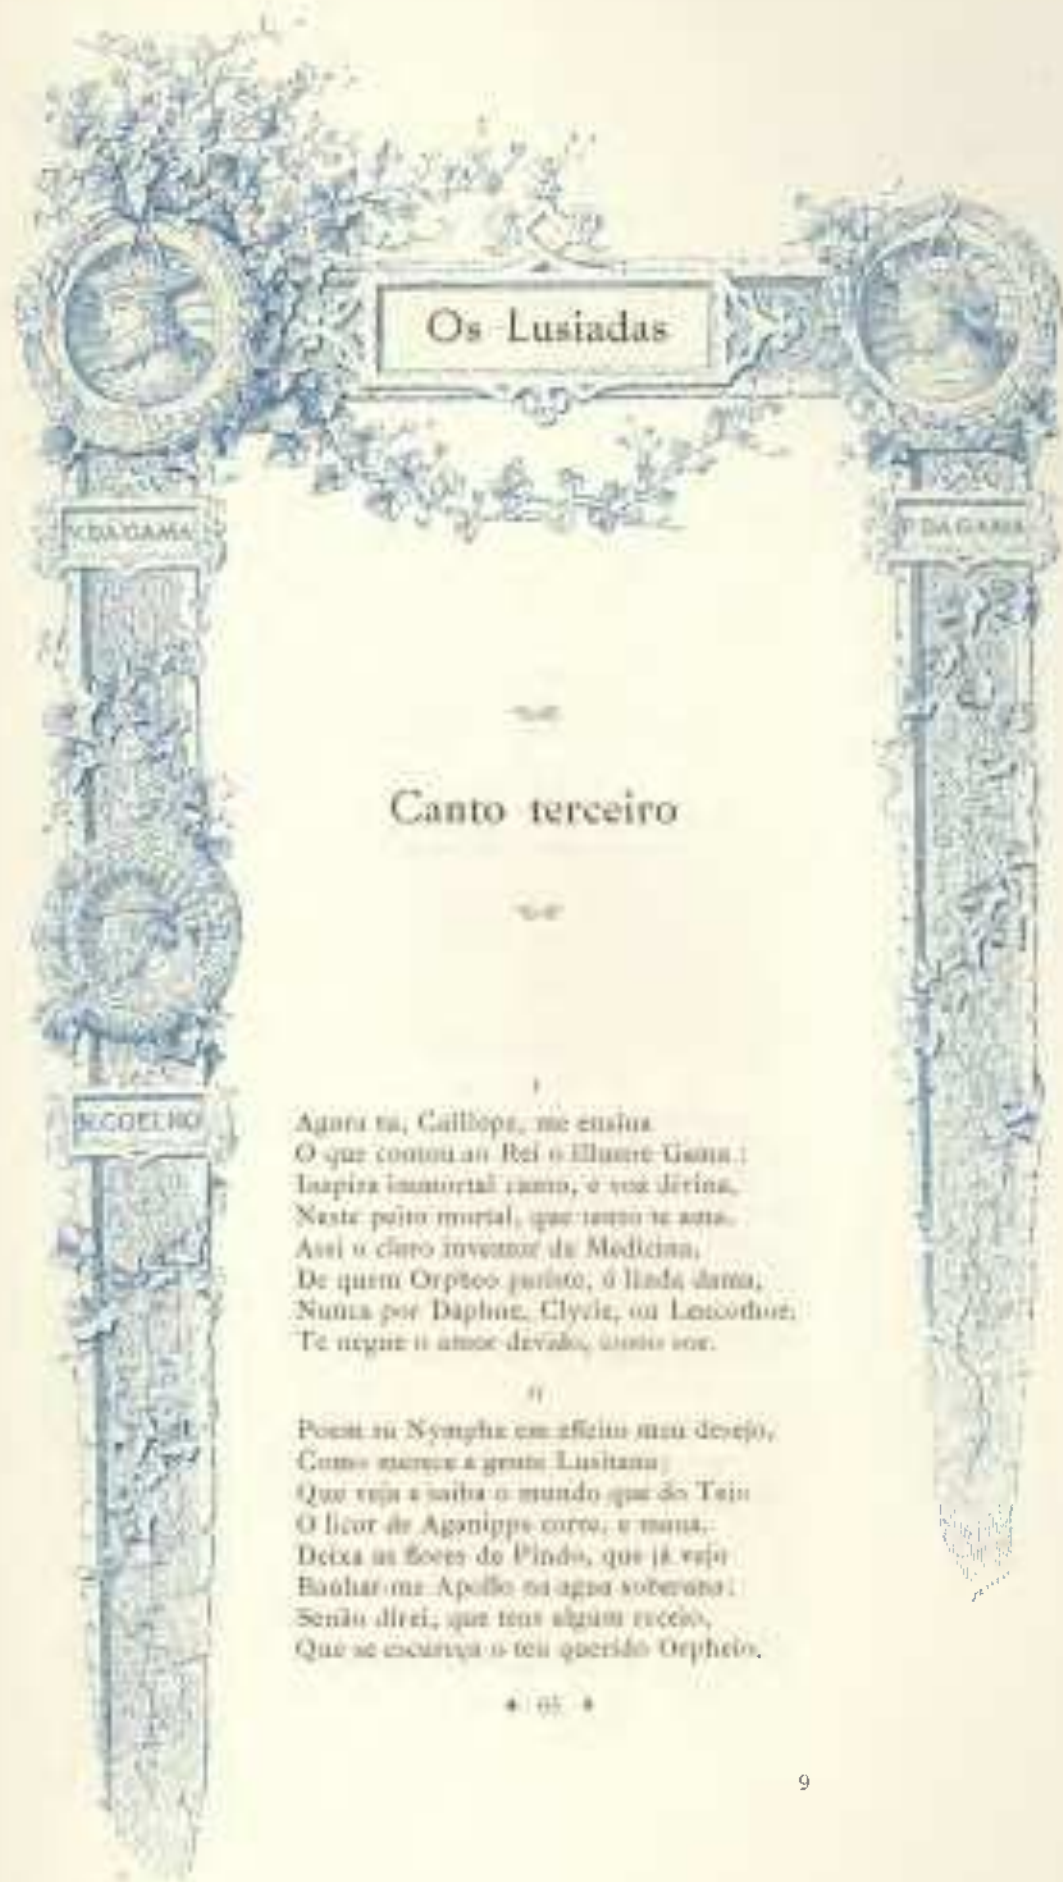 Os Lusiadas
V. DA GAMA
P. DA GAMA
Canto terceiro
N. COELHO
I
Agora tu, Calliope, me ensina
O que contou ao Rei o illustre Gama:
Inspira immortal canto, e voz divina,
Neste peito mortal, que tanto te ama.
Assi o claro inventor da Medicina,
De quem Orpheo pariste, ó linda dama,
Nunca por Daphne, Clycie, ou Leucothoe,
Te negue o amor devido, como soe.
II
Poem tu Nympha em effeito meu desejo,
Como merece a gente Lusitana;
Que veja e saiba o mundo que do Tejo
O licor de Aganippe corre, e mana.
Deixa as flores de Pindo, que já vejo
Banhar-me Apollo na agua soberana;
Senão direi, que tens algum receio,
Que se escureça o teu querido Orpheio.
9